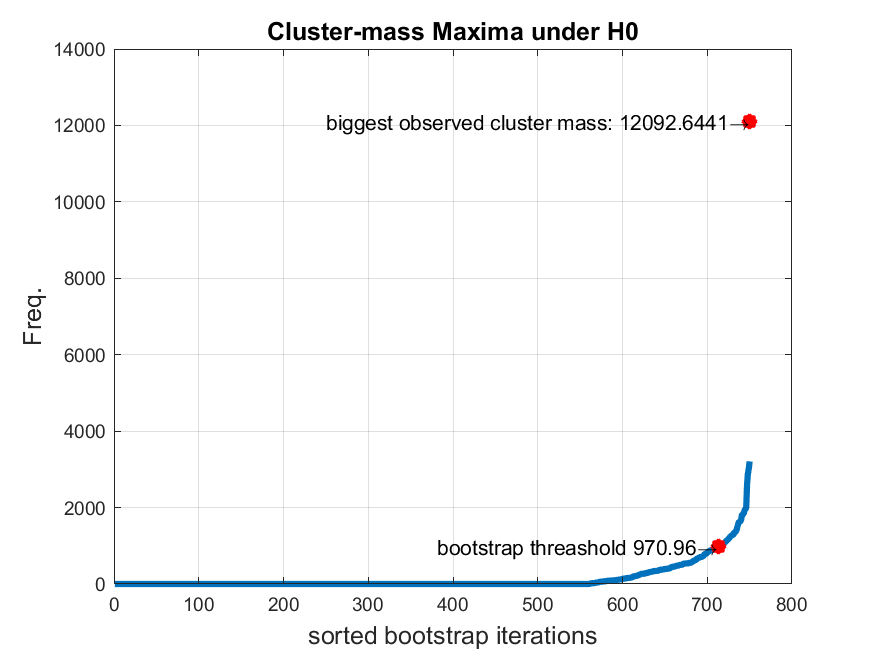 Cluster-mass Maxima under H0
14000
12000
10000
8000
6000
4000
2000
0
Freq.
biggest observed cluster mass: 12092.6441
bootstrap threashold 970.96
0 100 200 300 400 500 600 700 800
sorted bootstrap iterations